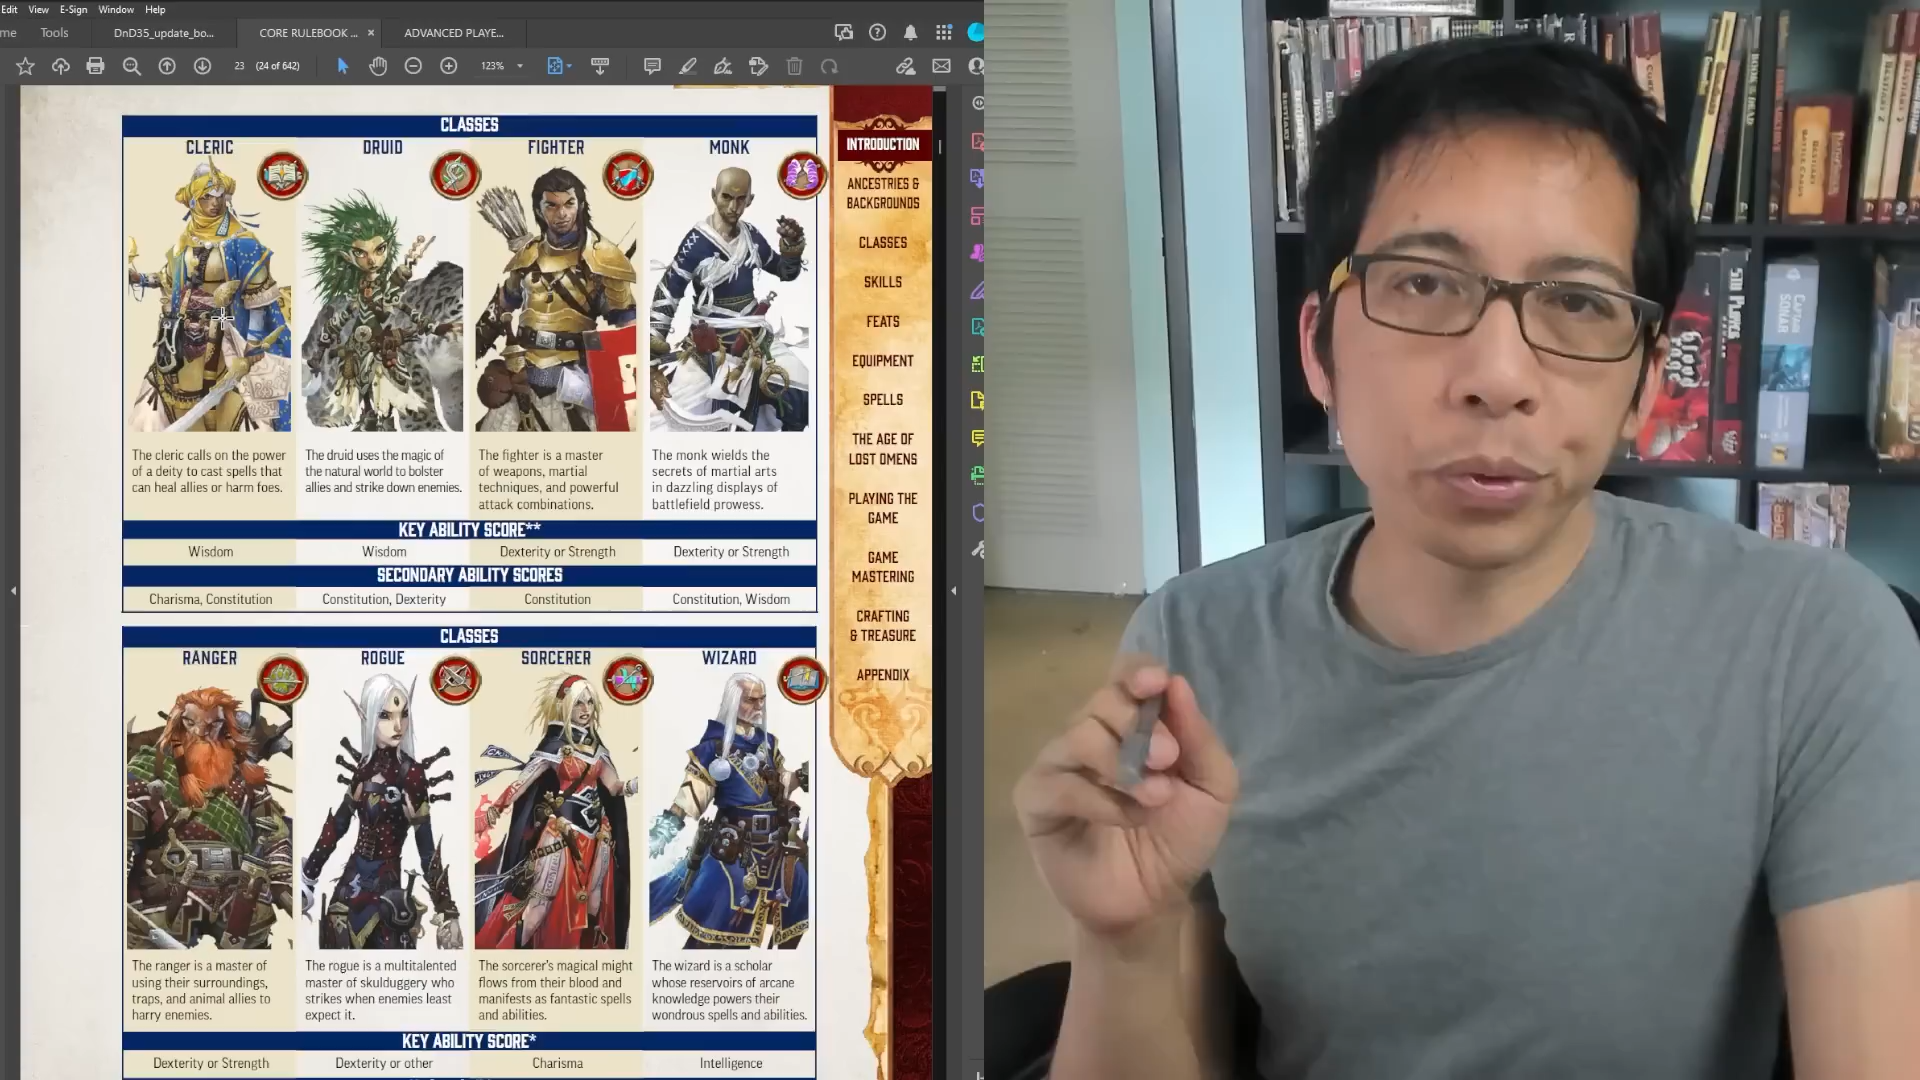 Edit View E-Sign Window Help
me Tools DnD35_update_bo... CORE RULEBOOK ... × ADVANCED PLAYE...
23 (24 of 642) 123%
CLASSES
CLERIC DRUID FIGHTER MONK
The cleric calls on the power
of a deity to cast spells that
can heal allies or harm foes.
The druid uses the magic of
the natural world to bolster
allies and strike down enemies.
The fighter is a master
of weapons, martial
techniques, and powerful
attack combinations.
The monk wields the
secrets of martial arts
in dazzling displays of
battlefield prowess.
KEY ABILITY SCORE**
Wisdom Wisdom Dexterity or Strength Dexterity or Strength
SECONDARY ABILITY SCORES
Charisma, Constitution Constitution, Dexterity Constitution Constitution, Wisdom
CLASSES
RANGER ROGUE SORCERER WIZARD
The ranger is a master of
using their surroundings,
traps, and animal allies to
harry enemies.
The rogue is a multitalented
master of skulduggery who
strikes when enemies least
expect it.
The sorcerer's magical might
flows from their blood and
manifests as fantastic spells
and abilities.
The wizard is a scholar
whose reservoirs of arcane
knowledge powers their
wondrous spells and abilities.
KEY ABILITY SCORE*
Dexterity or Strength Dexterity or other Charisma Intelligence
INTRODUCTION
ANCESTRIES &
BACKGROUNDS
CLASSES
SKILLS
FEATS
EQUIPMENT
SPELLS
THE AGE OF
LOST OMENS
PLAYING THE
GAME
GAME
MASTERING
CRAFTING
& TREASURE
APPENDIX
CAPTAIN
SONAR
blood
rage